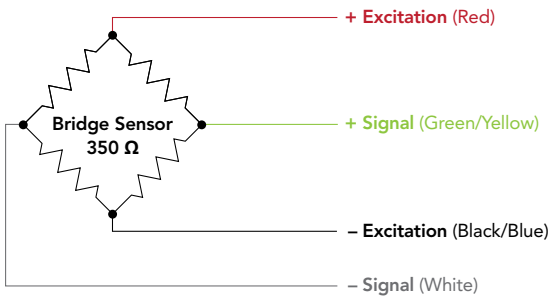 + Excitation (Red)
Bridge Sensor
350 Ω
+ Signal (Green/Yellow)
– Excitation (Black/Blue)
– Signal (White)